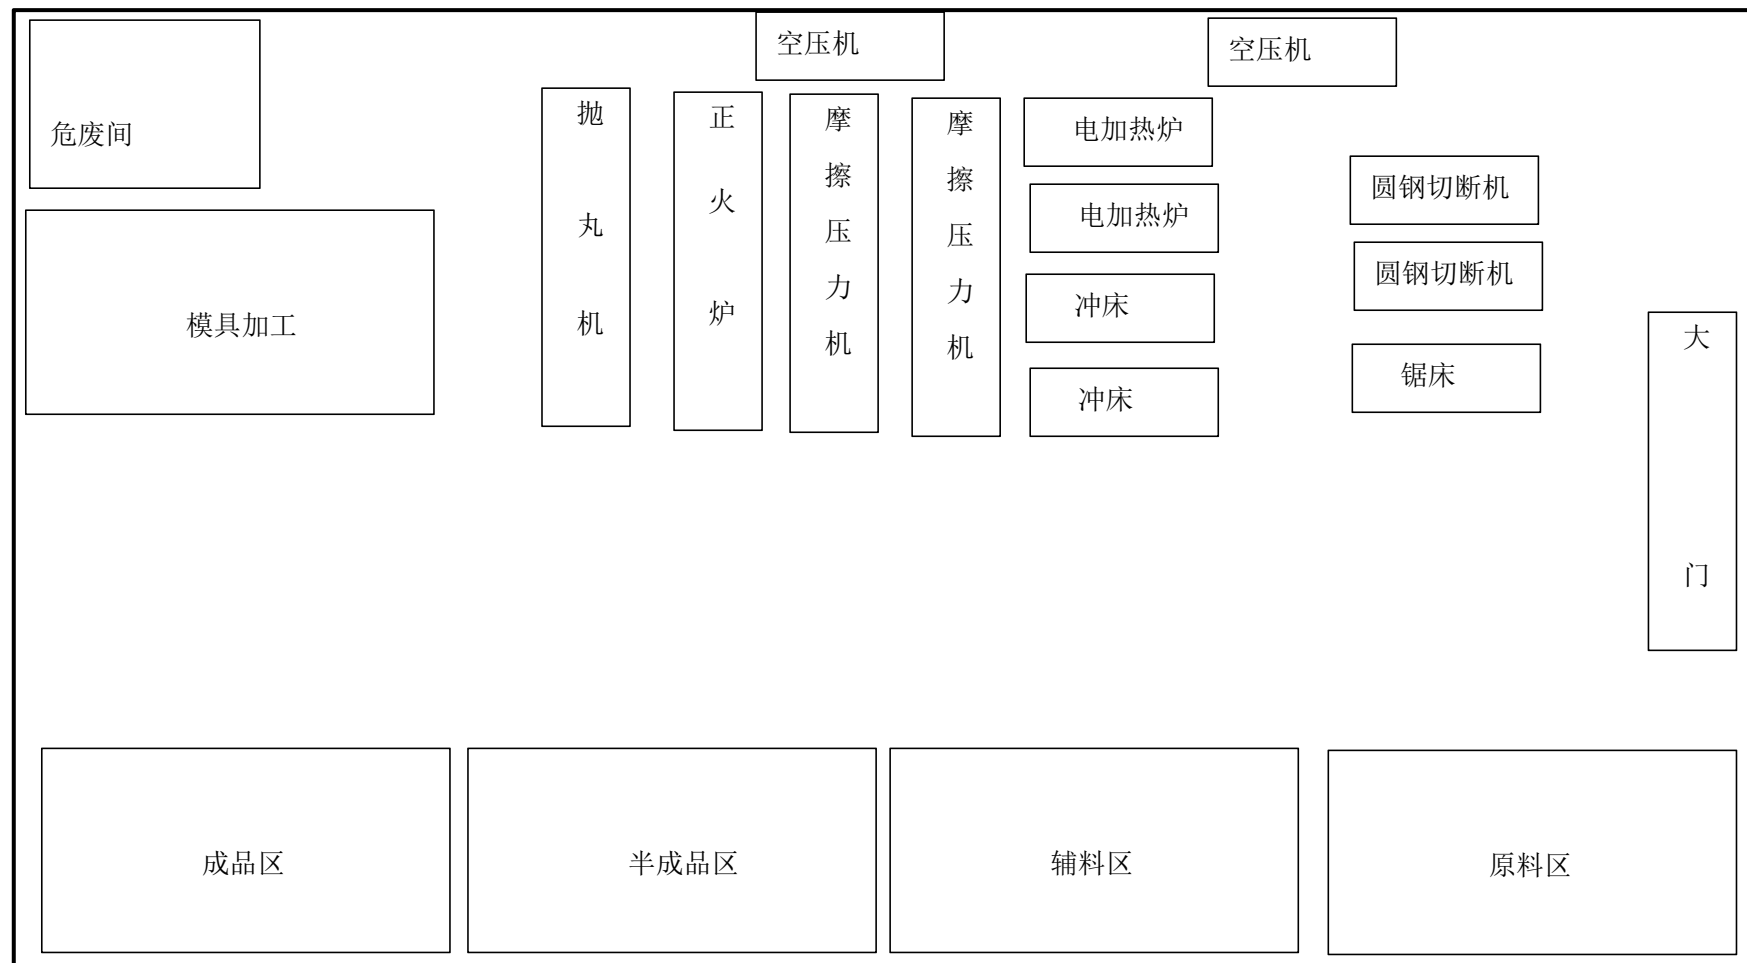 空压机
空压机
危废间
抛丸机
正火炉
摩擦压力机
摩擦压力机
电加热炉
电加热炉
冲床
冲床
圆钢切断机
圆钢切断机
锯床
模具加工
大门
成品区
半成品区
辅料区
原料区